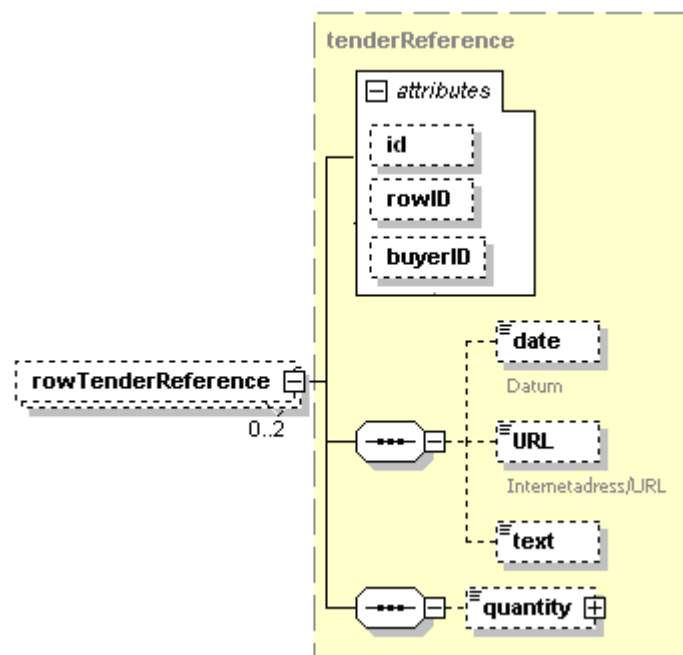 tenderReference
attributes
id
rowID
buyerID
rowTenderReference
0..2
date
Datum
URL
Internetadress/URL
text
quantity